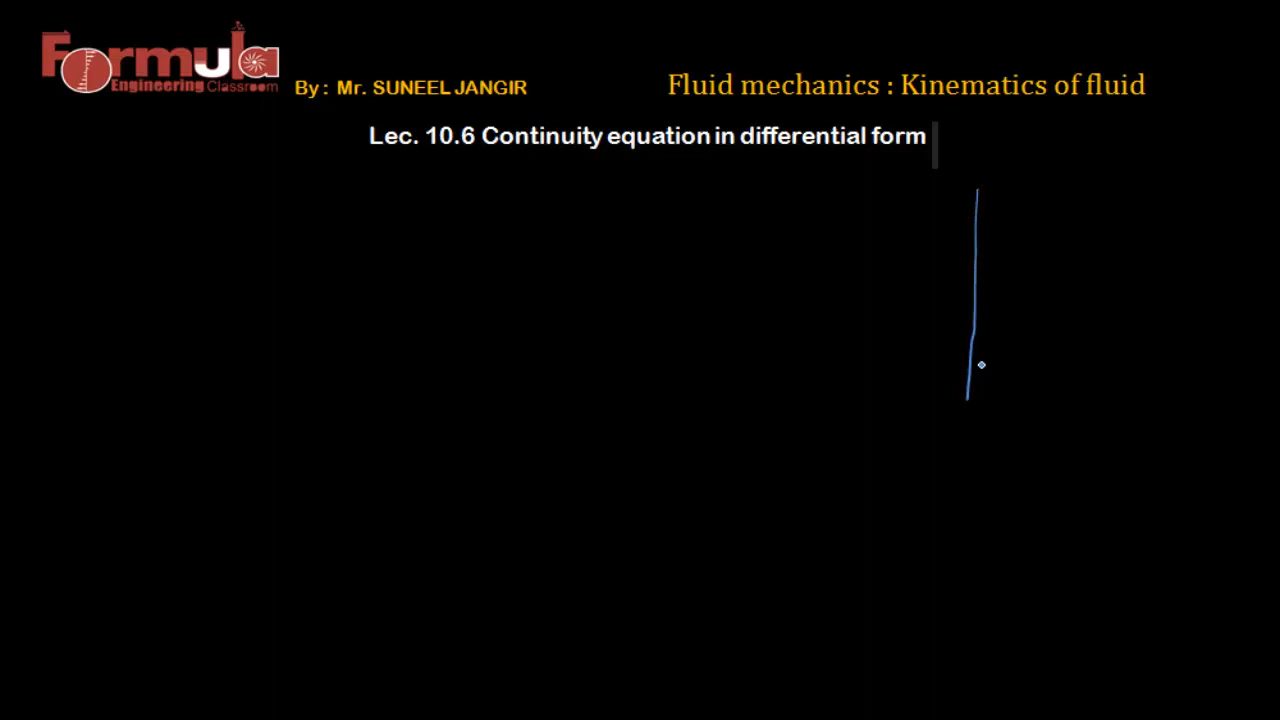 Formula
Engineering Classroom
By : Mr. SUNEEL JANGIR
Fluid mechanics : Kinematics of fluid
Lec. 10.6 Continuity equation in differential form